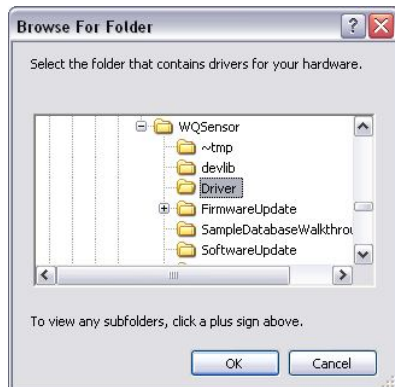 Browse For Folder
Select the folder that contains drivers for your hardware.
WQSensor
~tmp
devlib
Driver
FirmwareUpdate
SampleDatabaseWalkthrou
SoftwareUpdate
To view any subfolders, click a plus sign above.
OK
Cancel